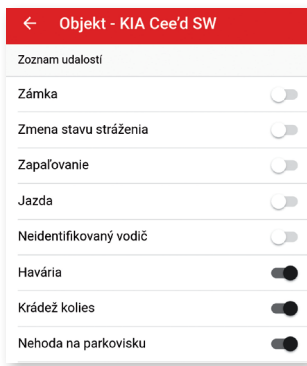 Objekt - KIA Cee'd SW
Zoznam udalostí
Zámka
Zmena stavu stráženia
Zapaľovanie
Jazda
Neidentifikovaný vodič
Havária
Krádež kolies
Nehoda na parkovisku